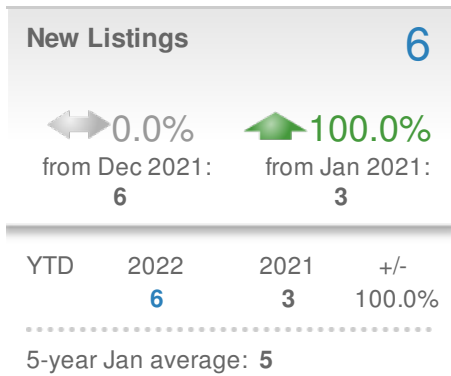 New Listings 6
0.0% 100.0%
from Dec 2021: from Jan 2021:
6 3
YTD 2022 2021 +/-
6 3 100.0%
5-year Jan average: 5